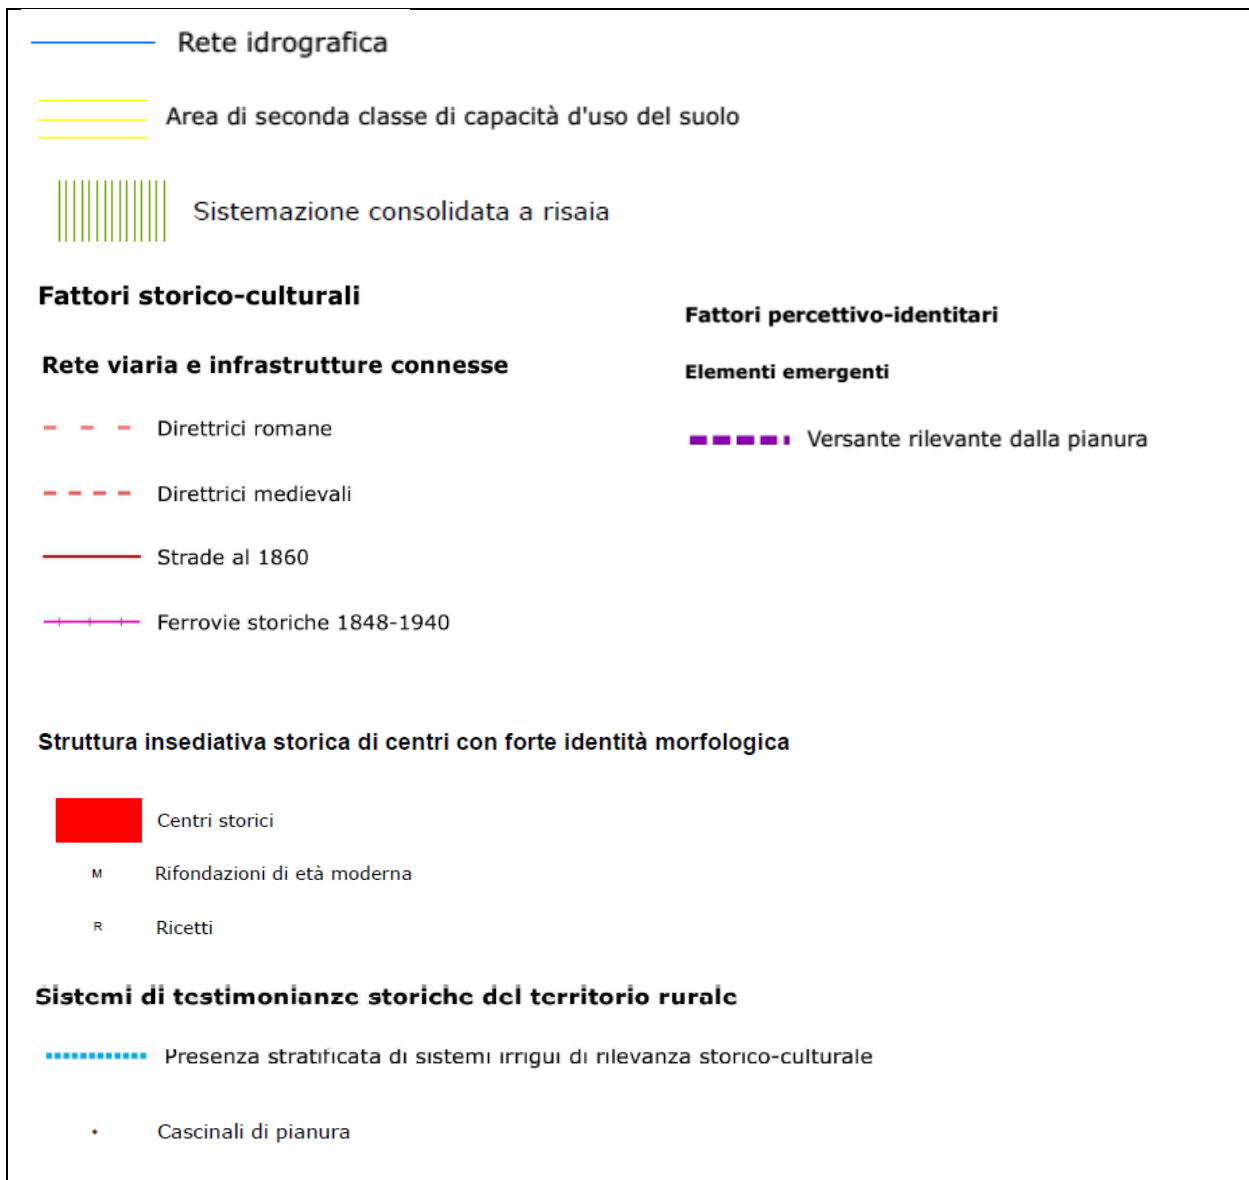 Rete idrografica
Area di seconda classe di capacità d'uso del suolo
Sistemazione consolidata a risaia
Fattori storico-culturali
Rete viaria e infrastrutture connesse
Direttrici romane
Direttrici medievali
Strade al 1860
Ferrovie storiche 1848-1940
Fattori percettivo-identitari
Elementi emergenti
Versante rilevante dalla pianura
Struttura insediativa storica di centri con forte identità morfologica
Centri storici
M Rifondazioni di età moderna
R Ricetti
Sistemi di testimonianze storiche del territorio rurale
Presenza stratificata di sistemi irrigui di rilevanza storico-culturale
Cascinali di pianura